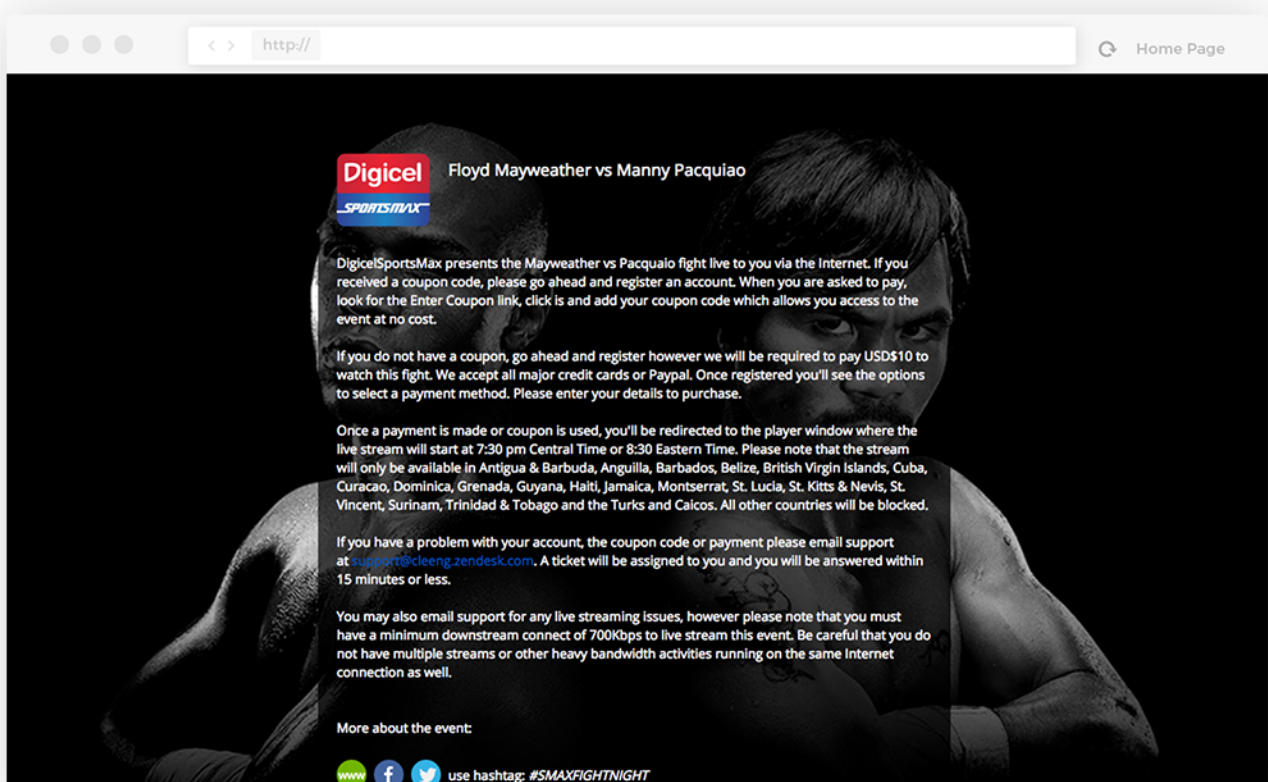 http://
Home Page
Digicel
SPORTSMAX
Floyd Mayweather vs Manny Pacquiao
DigicelSportsMax presents the Mayweather vs Pacquaio fight live to you via the Internet. If you
received a coupon code, please go ahead and register an account. When you are asked to pay,
look for the Enter Coupon link, click is and add your coupon code which allows you access to the
event at no cost.
If you do not have a coupon, go ahead and register however we will be required to pay USD$10 to
watch this fight. We accept all major credit cards or Paypal. Once registered you'll see the options
to select a payment method. Please enter your details to purchase.
Once a payment is made or coupon is used, you'll be redirected to the player window where the
live stream will start at 7:30 pm Central Time or 8:30 Eastern Time. Please note that the stream
will only be available in Antigua & Barbuda, Anguilla, Barbados, Belize, British Virgin Islands, Cuba,
Curacao, Dominica, Grenada, Guyana, Haiti, Jamaica, Montserrat, St. Lucia, St. Kitts & Nevis, St.
Vincent, Surinam, Trinidad & Tobago and the Turks and Caicos. All other countries will be blocked.
If you have a problem with your account, the coupon code or payment please email support
at support@cleeng.zendesk.com. A ticket will be assigned to you and you will be answered within
15 minutes or less.
You may also email support for any live streaming issues, however please note that you must
have a minimum downstream connect of 700Kbps to live stream this event. Be careful that you do
not have multiple streams or other heavy bandwidth activities running on the same Internet
connection as well.
More about the event:
www f use hashtag: #SMAXFIGHTNIGHT